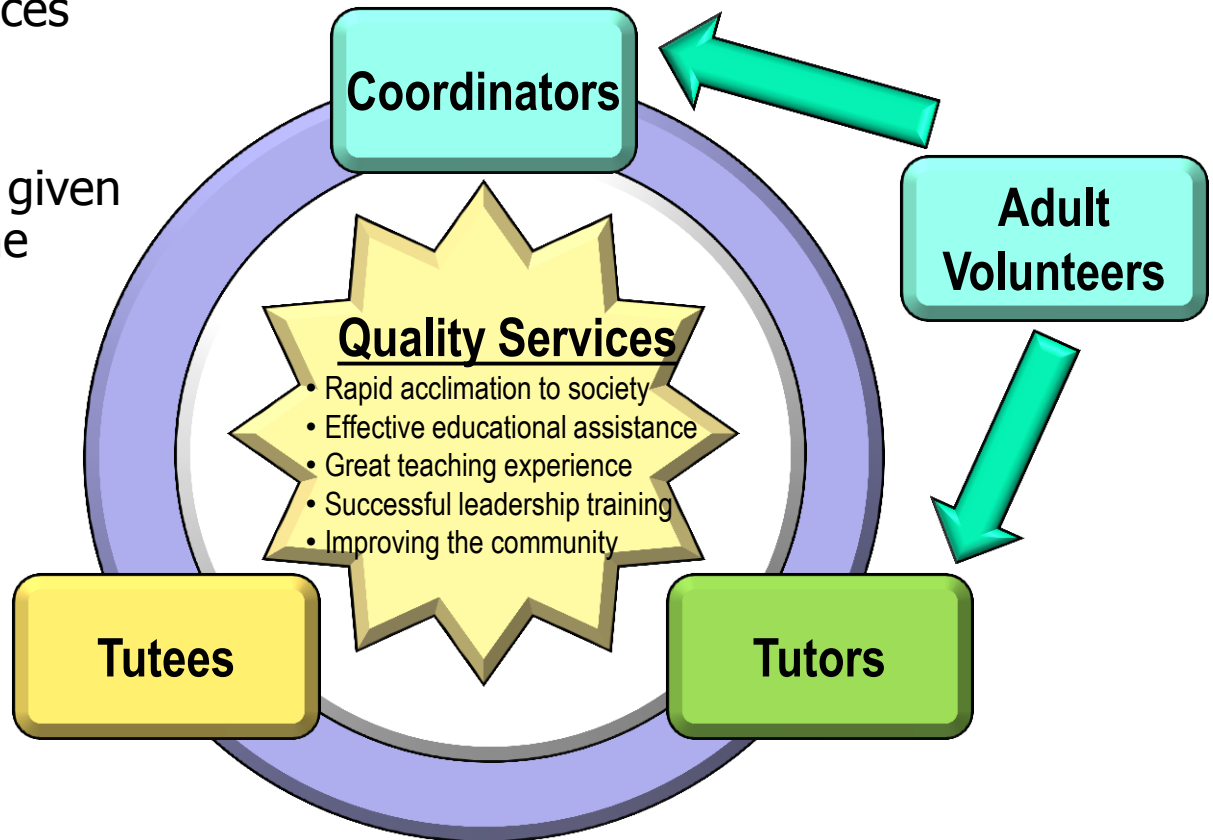 ces
given
e
Coordinators
Adult
Volunteers
Quality Services
• Rapid acclimation to society
• Effective educational assistance
• Great teaching experience
• Successful leadership training
• Improving the community
Tutees
Tutors